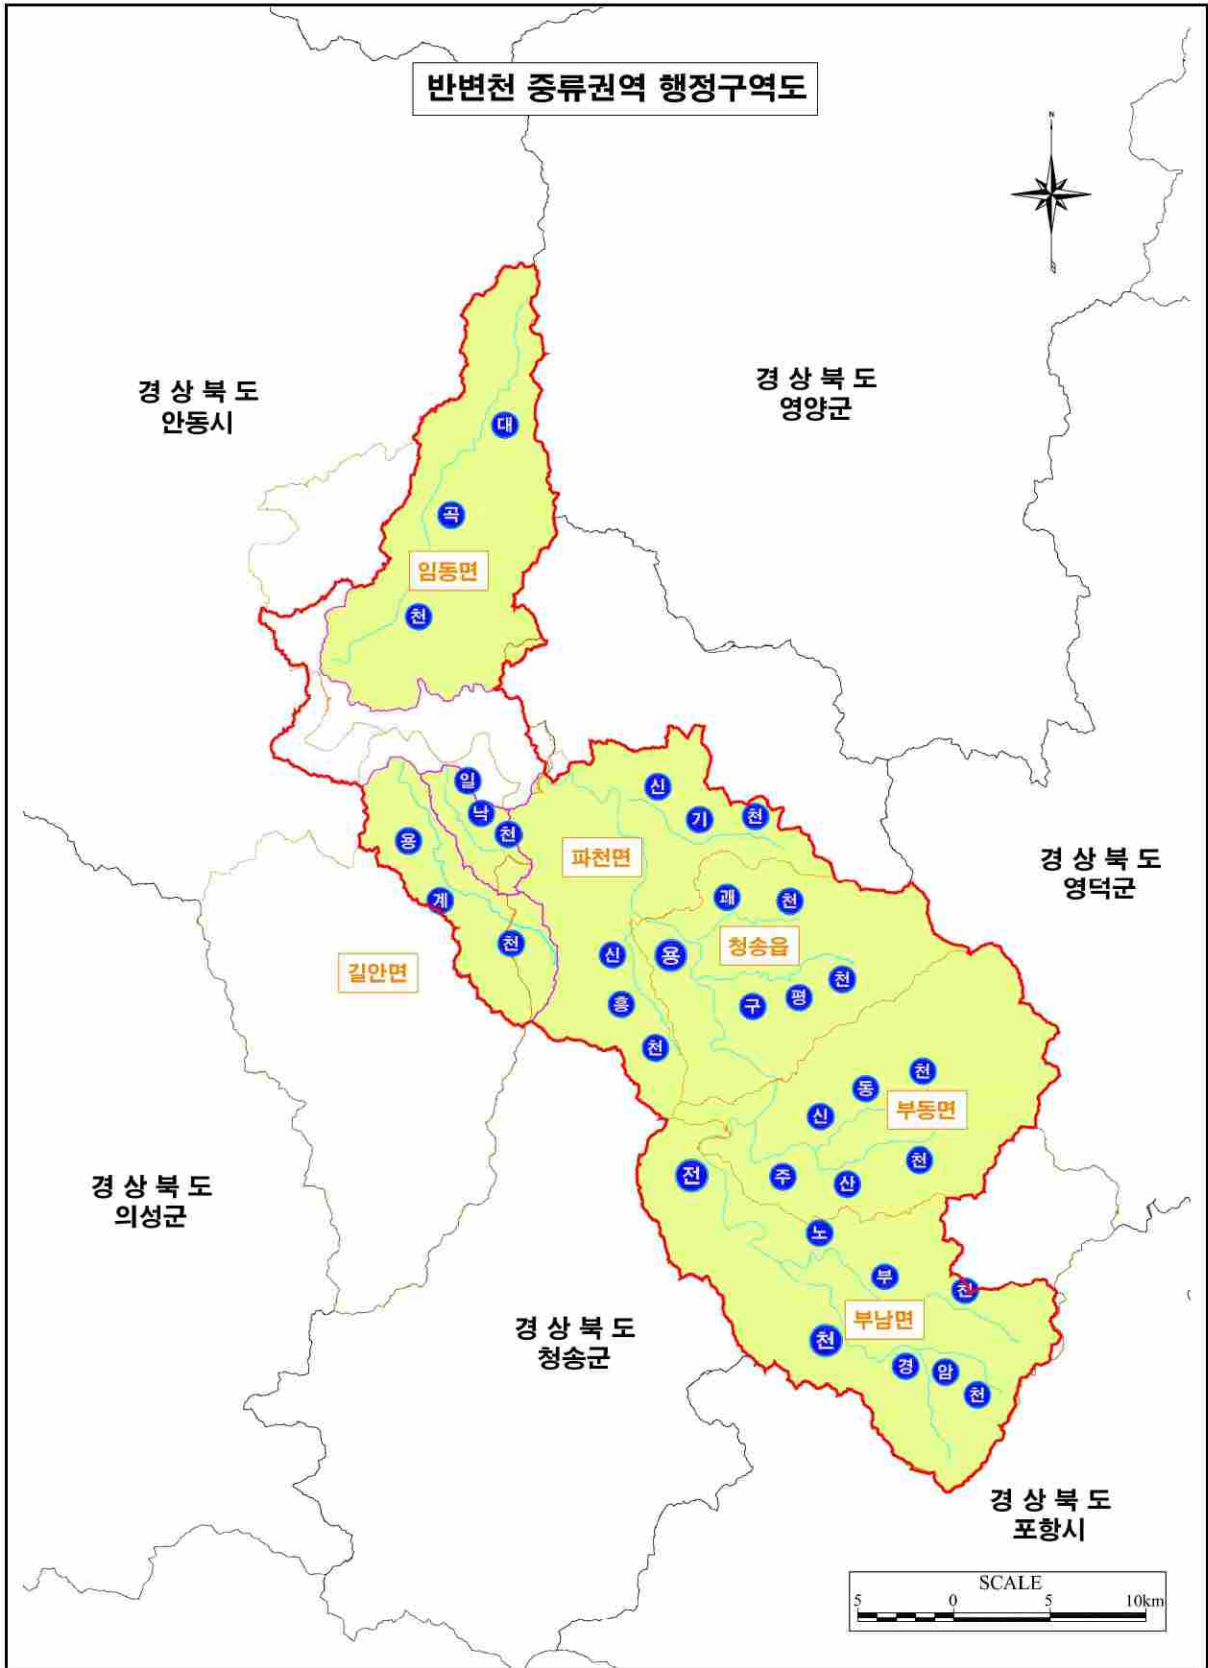 반변천 중류권역 행정구역도
N
경 상 북 도
안동시
경 상 북 도
영양군
대
곡
천
임동면
일
낙
천
신
기
천
용
계
천
파천면
경 상 북 도
영덕군
괘
천
청송읍
신
흥
천
용
구
평
천
길안면
신
동
천
부동면
전
주
산
천
경 상 북 도
의성군
노
부
천
부남면
천
경
암
천
경 상 북 도
청송군
경 상 북 도
포항시
SCALE
5 0 5 10km